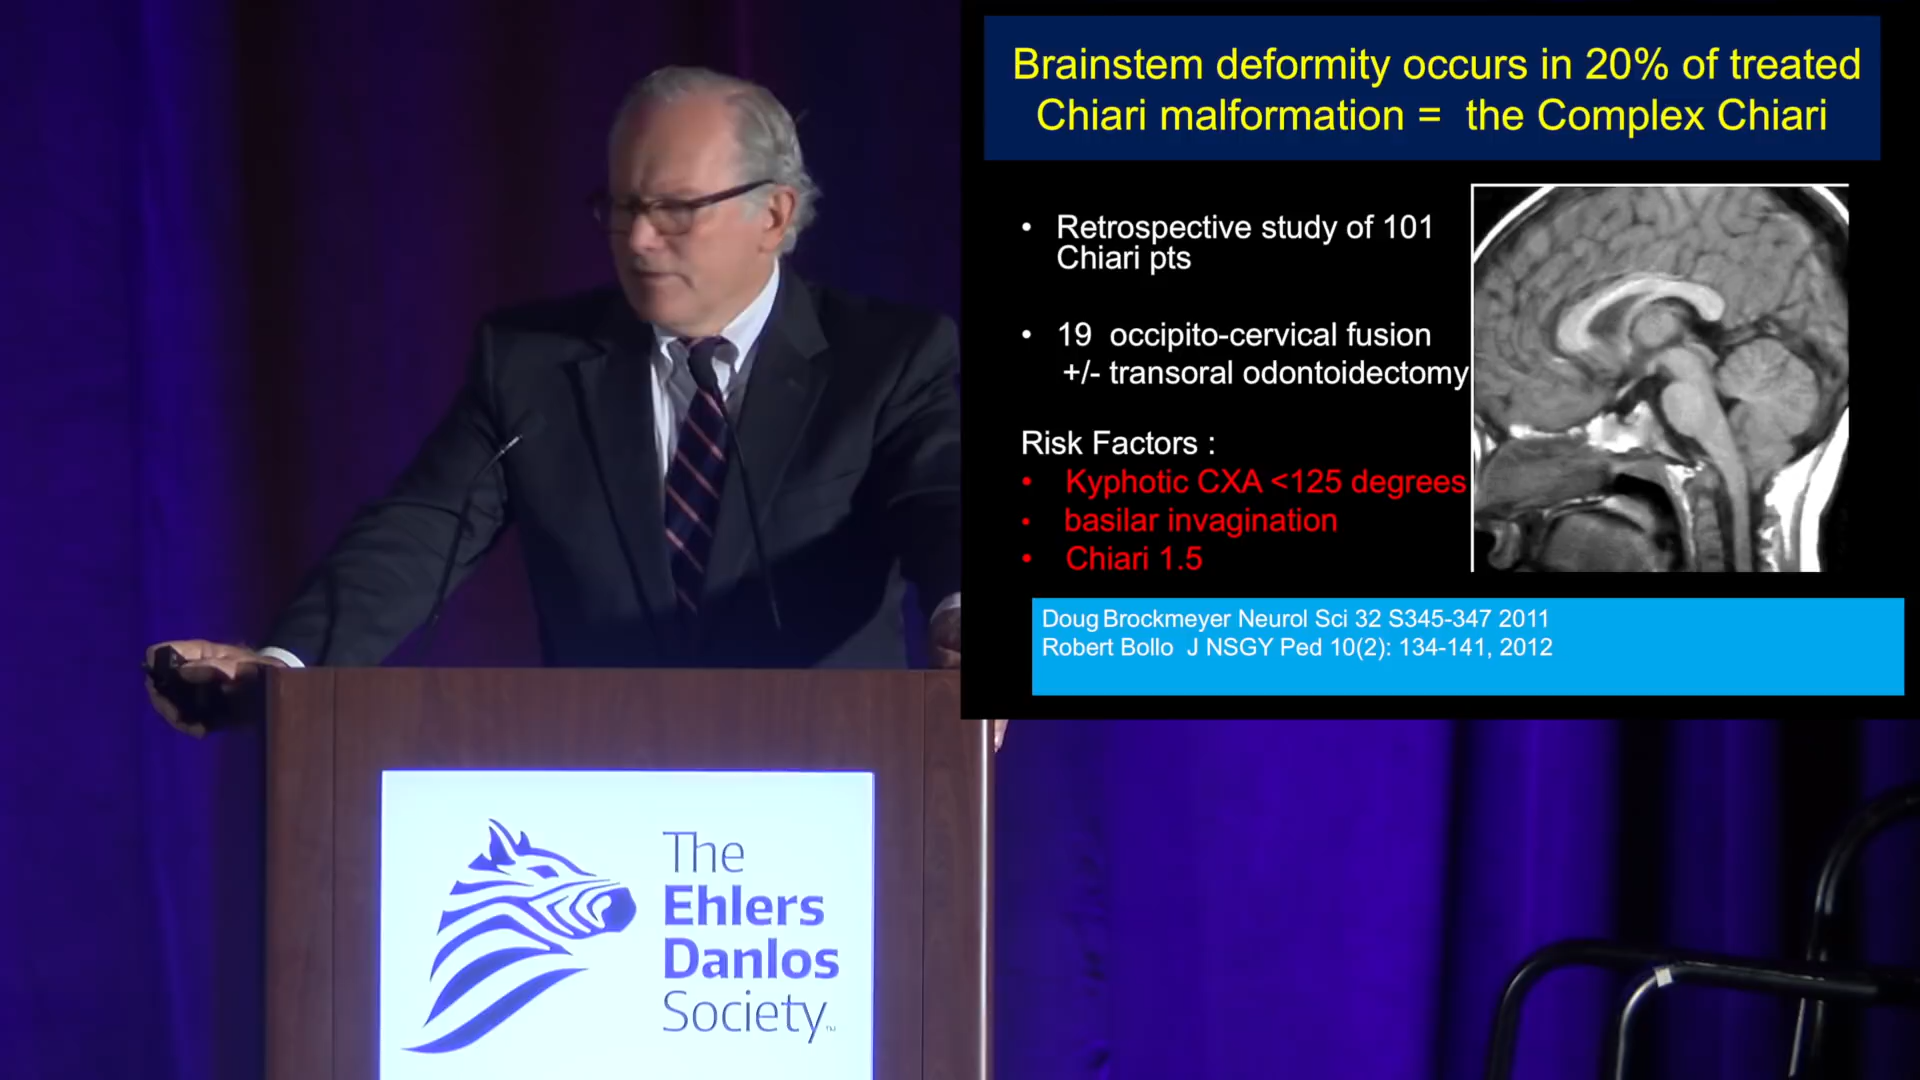 Brainstem deformity occurs in 20% of treated
Chiari malformation = the Complex Chiari
• Retrospective study of 101
Chiari pts
• 19 occipito-cervical fusion
+/- transoral odontoidectomy
Risk Factors :
• Kyphotic CXA <125 degrees
• basilar invagination
• Chiari 1.5
Doug Brockmeyer Neurol Sci 32 S345-347 2011
Robert Bollo J NSGY Ped 10(2): 134-141, 2012
The
Ehlers
Danlos
Society™